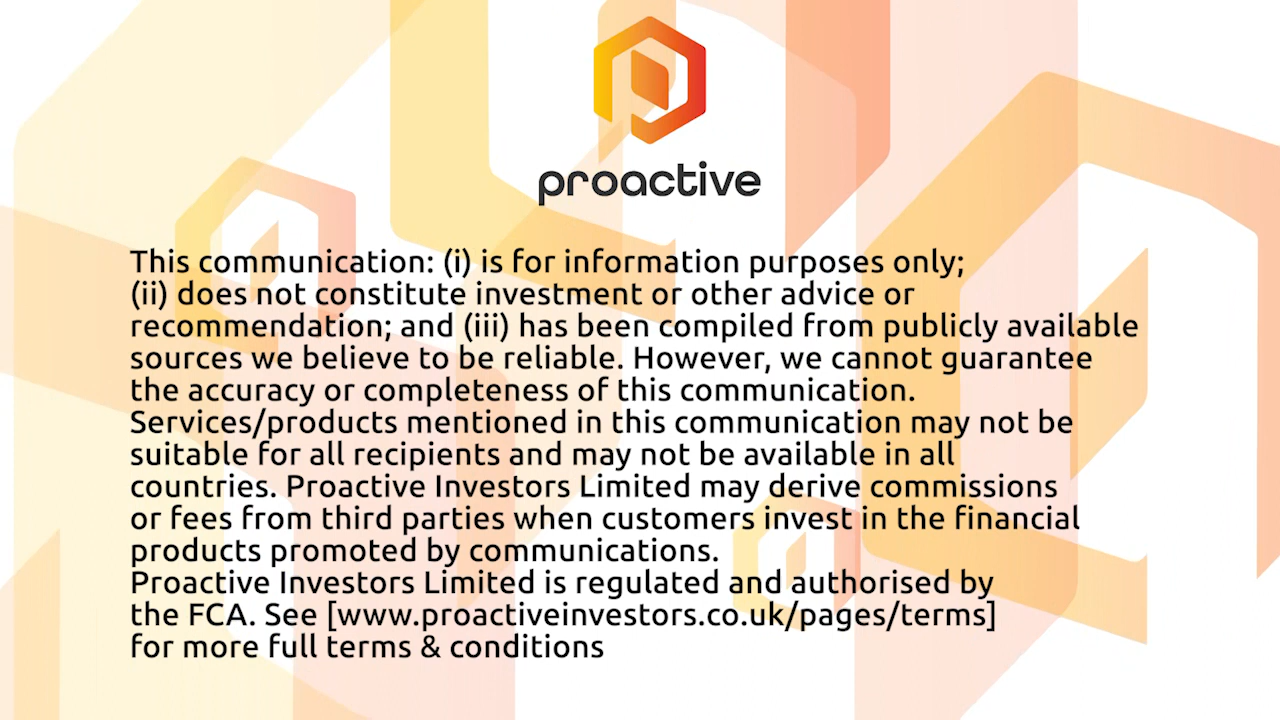 proactive
This communication: (i) is for information purposes only;
(ii) does not constitute investment or other advice or
recommendation; and (iii) has been compiled from publicly available
sources we believe to be reliable. However, we cannot guarantee
the accuracy or completeness of this communication.
Services/products mentioned in this communication may not be
suitable for all recipients and may not be available in all
countries. Proactive Investors Limited may derive commissions
or fees from third parties when customers invest in the financial
products promoted by communications.
Proactive Investors Limited is regulated and authorised by
the FCA. See [www.proactiveinvestors.co.uk/pages/terms]
for more full terms & conditions